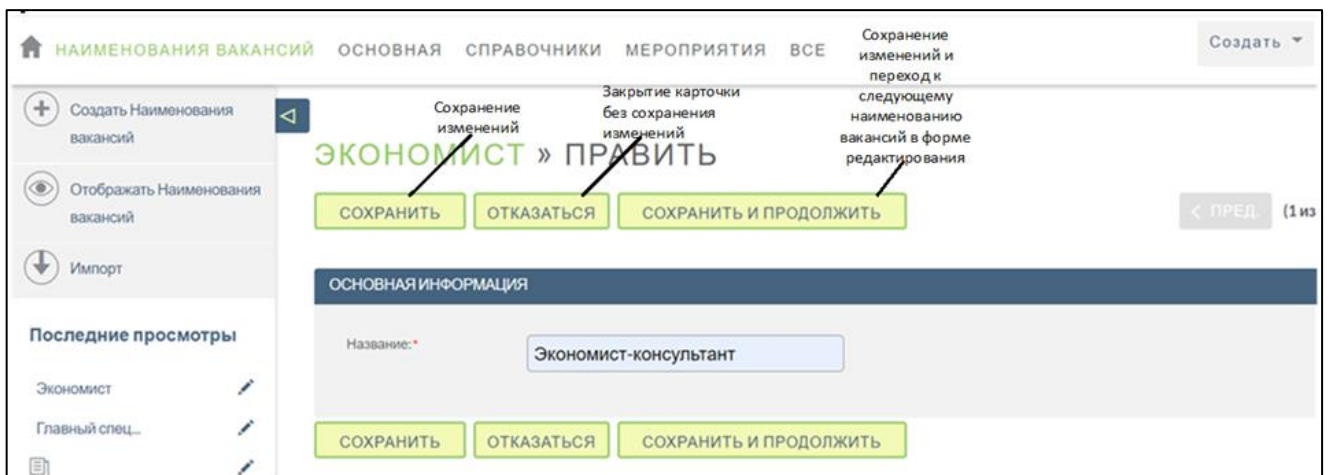 НАИМЕНОВАНИЯ ВАКАНСИЙ ОСНОВНАЯ СПРАВОЧНИКИ МЕРОПРИЯТИЯ ВСЕ
Создать
Сохранение
изменений и
переход к
следующему
наименованию
вакансий в форме
редактирования
Закрытие карточки
без сохранения
изменений
Сохранение
изменений
Создать Наименования
вакансий
Отображать Наименования
вакансий
Импорт
Последние просмотры
Экономист
Главный спец...
ЭКОНОМИСТ » ПРАВИТЬ
СОХРАНИТЬ ОТКАЗАТЬСЯ СОХРАНИТЬ И ПРОДОЛЖИТЬ
< ПРЕД. (1 из
ОСНОВНАЯ ИНФОРМАЦИЯ
Название:* Экономист-консультант
СОХРАНИТЬ ОТКАЗАТЬСЯ СОХРАНИТЬ И ПРОДОЛЖИТЬ